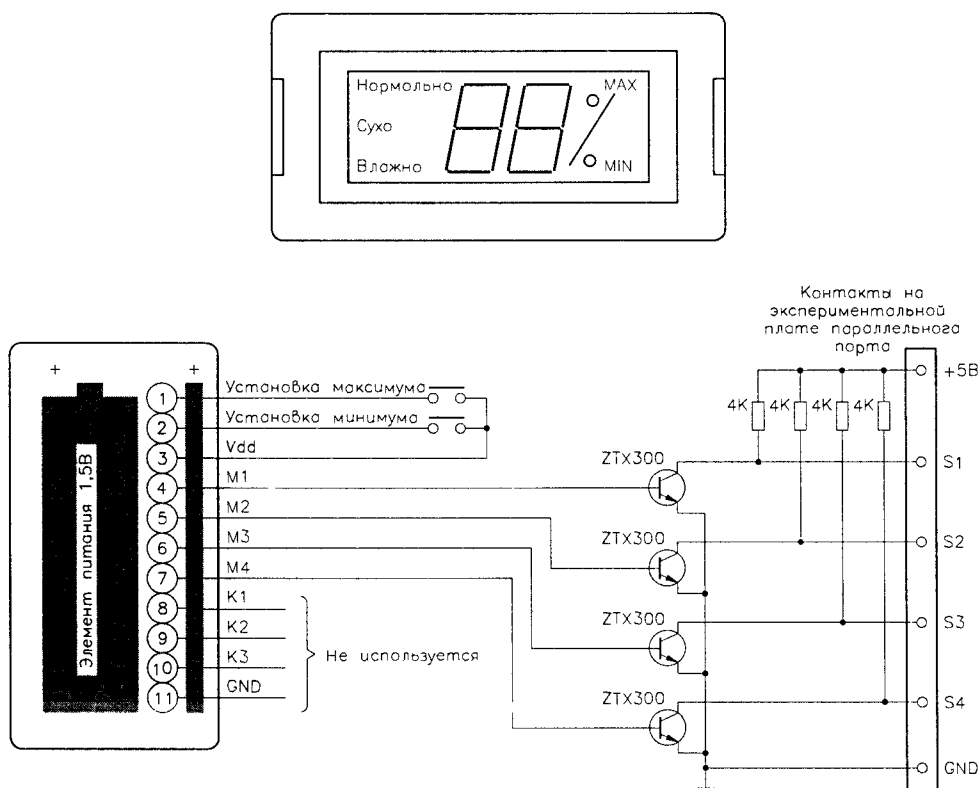 Нормольно
Сухо
Влажно
MAX
MIN
Контакты на
экспериментальной
плате параллельного
порта
+ +
Элемент питания 1,5В
1 Установка максимума
2 Установка минимума
3 Vdd
4 M1
5 M2
6 M3
7 M4
8 K1
9 K2
10 K3
11 GND
Не используется
ZTX300
ZTX300
ZTX300
ZTX300
4K 4K 4K 4K
+5В
S1
S2
S3
S4
GND